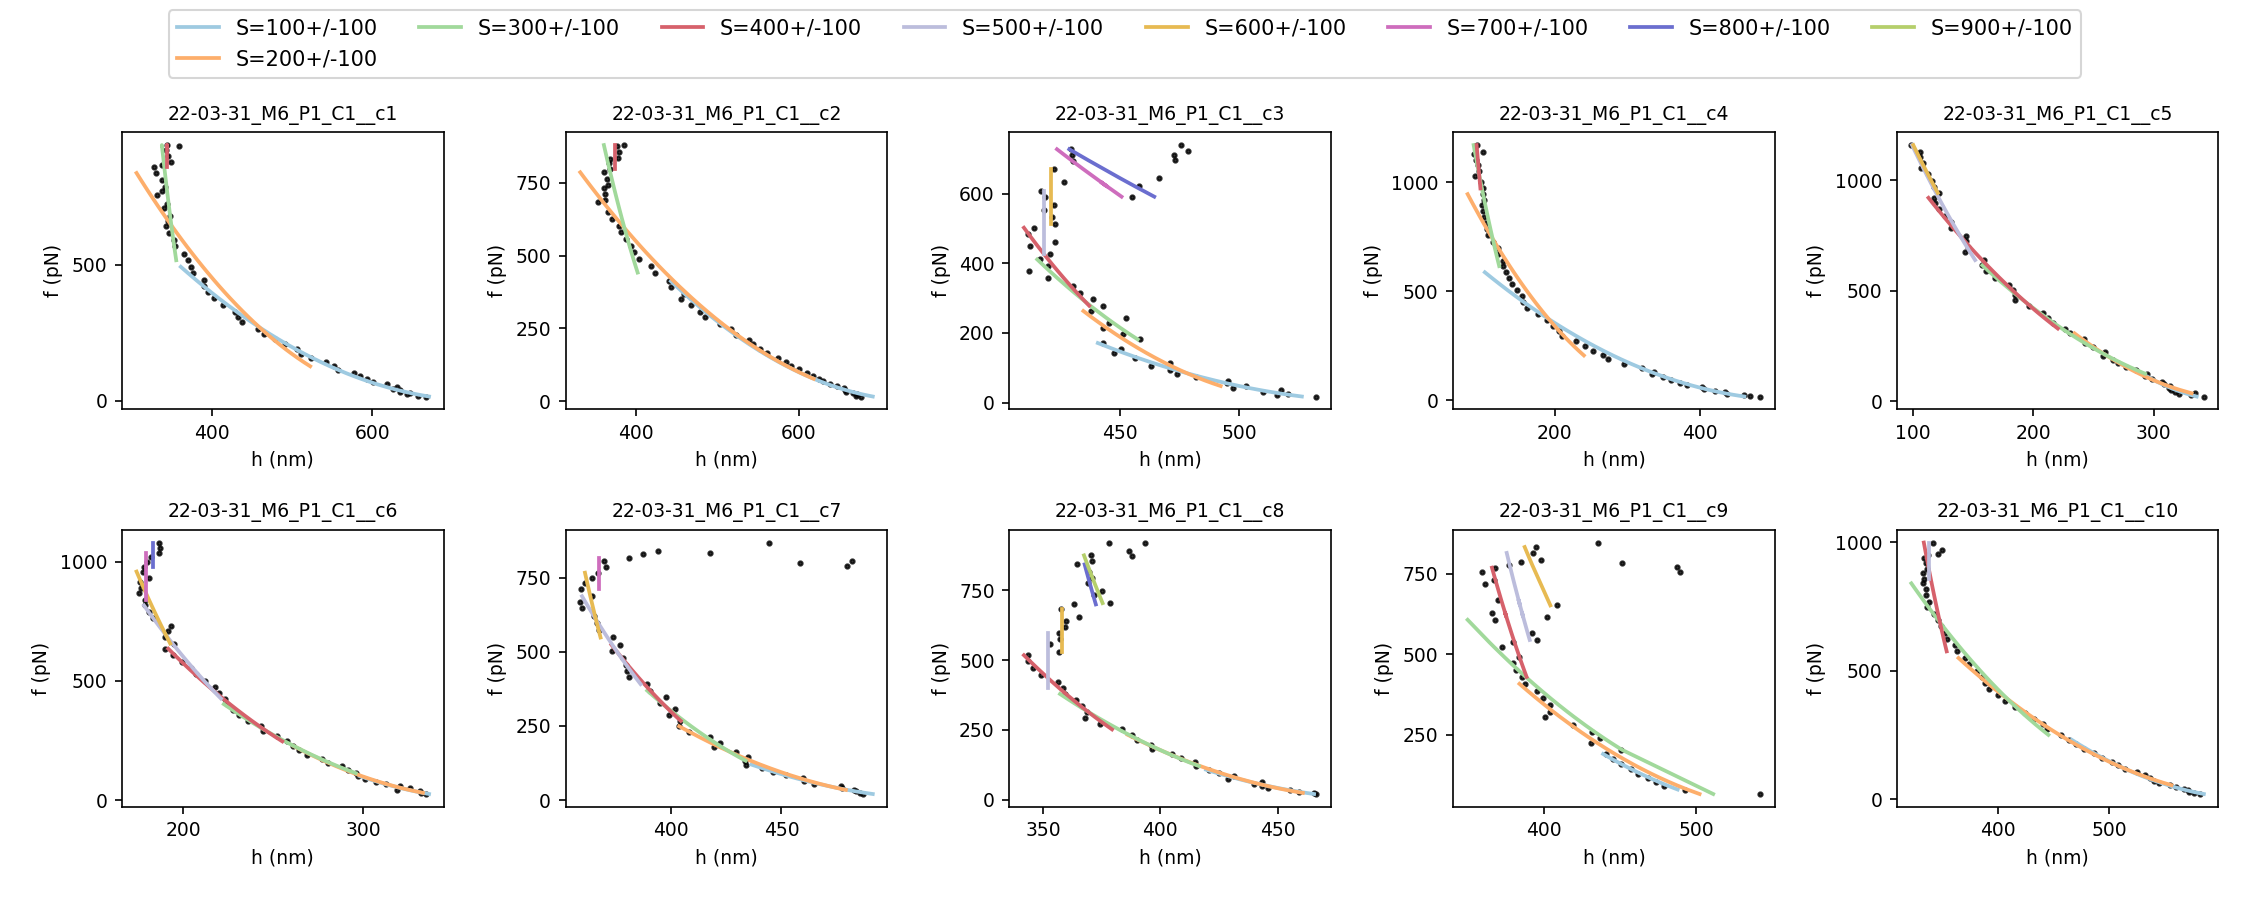 S=100+/-100 S=300+/-100 S=400+/-100 S=500+/-100 S=600+/-100 S=700+/-100 S=800+/-100 S=900+/-100
S=200+/-100
22-03-31_M6_P1_C1__c1 22-03-31_M6_P1_C1__c2 22-03-31_M6_P1_C1__c3 22-03-31_M6_P1_C1__c4 22-03-31_M6_P1_C1__c5
f (pN) f (pN) f (pN) f (pN) f (pN)
500 0
750 500 250 0
600 400 200 0
1000 500 0
1000 500 0
400 600 400 600 450 500 200 400 100 200 300
h (nm) h (nm) h (nm) h (nm) h (nm)
22-03-31_M6_P1_C1__c6 22-03-31_M6_P1_C1__c7 22-03-31_M6_P1_C1__c8 22-03-31_M6_P1_C1__c9 22-03-31_M6_P1_C1__c10
f (pN) f (pN) f (pN) f (pN) f (pN)
1000 500 0
750 500 250 0
750 500 250 0
750 500 250
1000 500 0
200 300 400 450 350 400 450 400 500 400 500
h (nm) h (nm) h (nm) h (nm) h (nm)